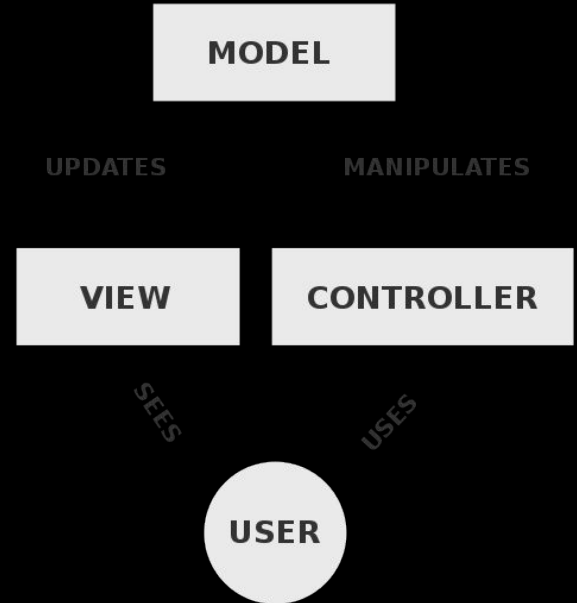 MODEL
UPDATES
MANIPULATES
VIEW
CONTROLLER
SEES
USES
USER